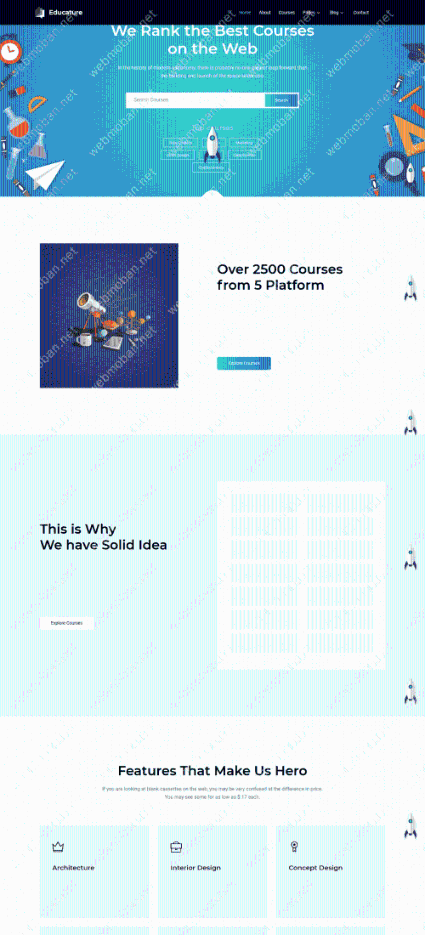 Educature
Home About Courses Pages Blog Contact
We Rank the Best Courses
on the Web
Search Courses
Search
Over 2500 Courses
from 5 Platform
Explore Courses
This is Why
We have Solid Idea
Explore Courses
Features That Make Us Hero
If you are looking at blank cassettes on the web, you may be very confused at the difference in price.
You may see some for as low as $.17 each.
Architecture
Interior Design
Concept Design
webmoban.net